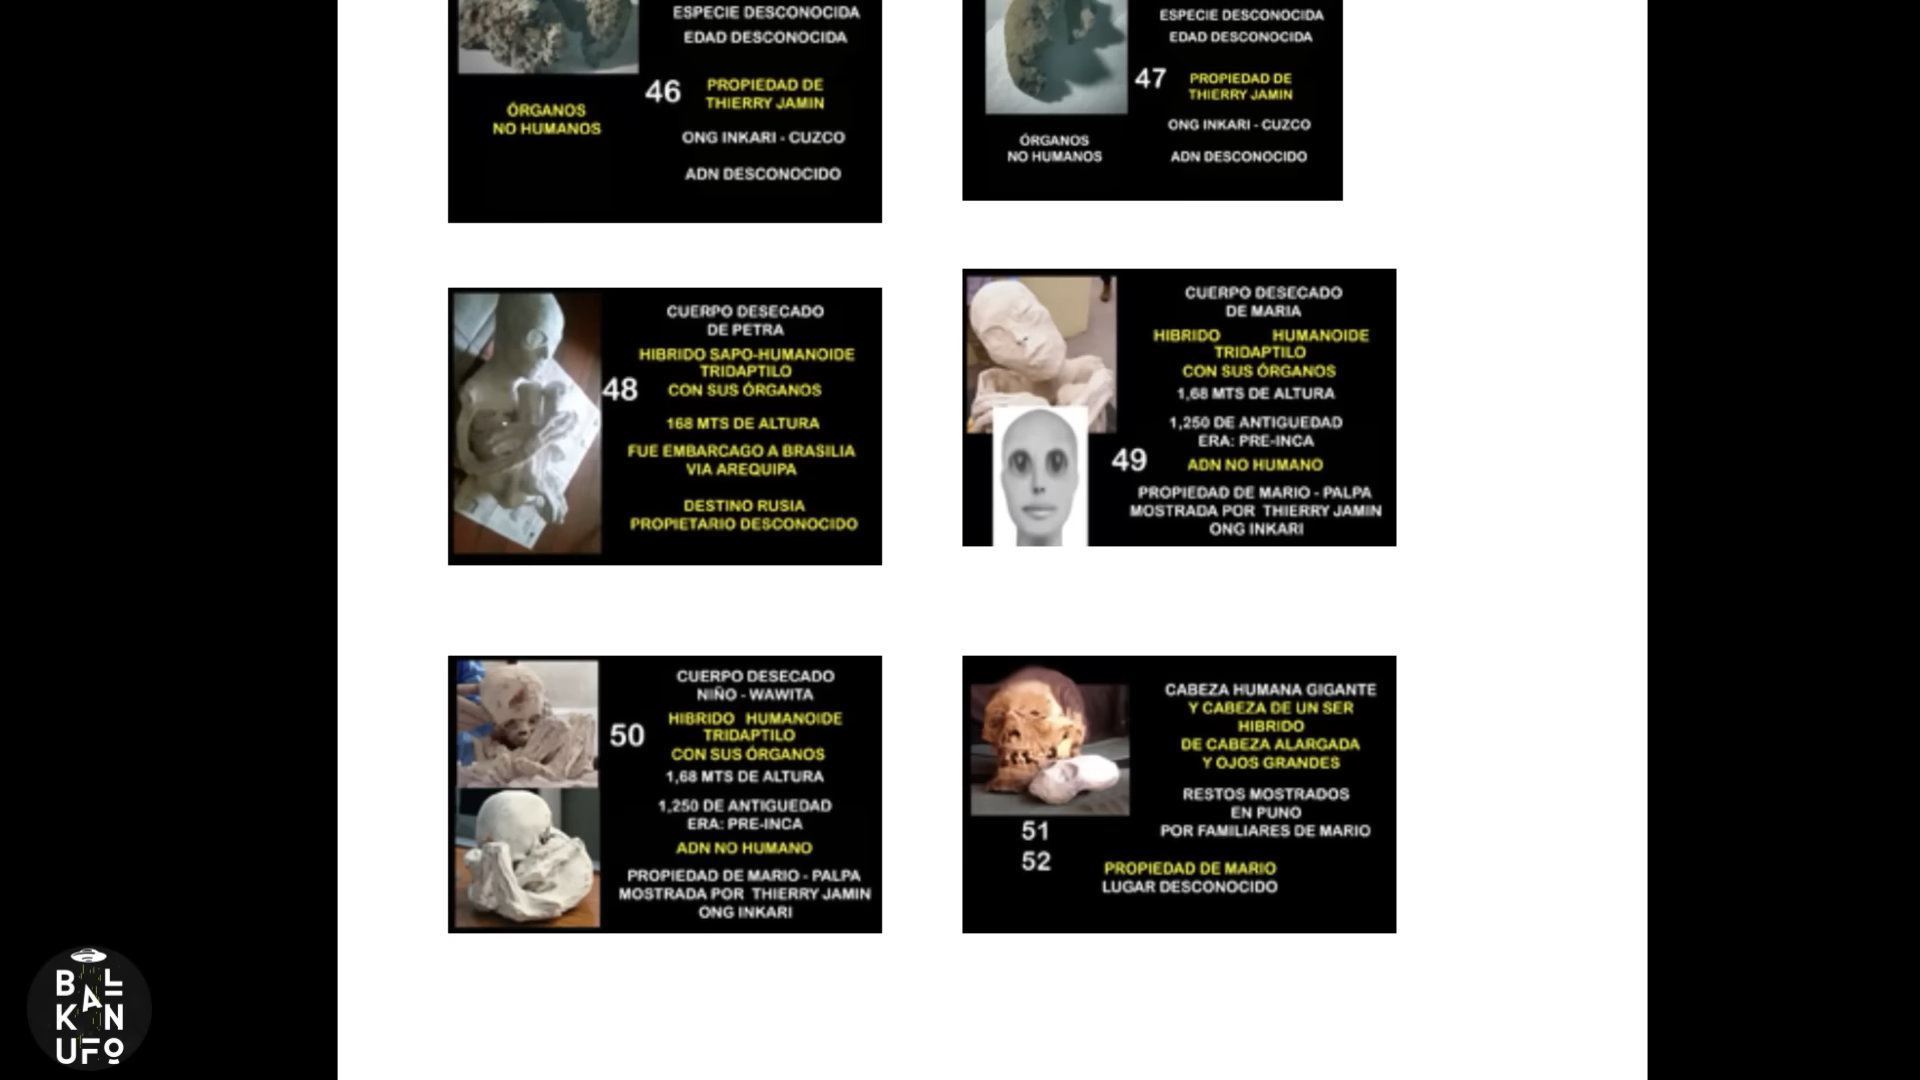 ESPECIE DESCONOCIDA
EDAD DESCONOCIDA
46
PROPIEDAD DE
THIERRY JAMIN
ÓRGANOS
NO HUMANOS
ONG INKARI - CUZCO
ADN DESCONOCIDO
ESPECIE DESCONOCIDA
EDAD DESCONOCIDA
47
PROPIEDAD DE
THIERRY JAMIN
ONG INKARI - CUZCO
ÓRGANOS
NO HUMANOS
ADN DESCONOCIDO
CUERPO DESECADO
DE PETRA
HIBRIDO SAPO-HUMANOIDE
TRIDAPTILO
48
CON SUS ÓRGANOS
168 MTS DE ALTURA
FUE EMBARCAGO A BRASILIA
VIA AREQUIPA
DESTINO RUSIA
PROPIETARIO DESCONOCIDO
CUERPO DESECADO
DE MARIA
HIBRIDO HUMANOIDE
TRIDAPTILO
CON SUS ÓRGANOS
1,68 MTS DE ALTURA
1,250 DE ANTIGUEDAD
ERA: PRE-INCA
49
ADN NO HUMANO
PROPIEDAD DE MARIO - PALPA
MOSTRADA POR THIERRY JAMIN
ONG INKARI
CUERPO DESECADO
NIÑO - WAWITA
HIBRIDO HUMANOIDE
50
TRIDAPTILO
CON SUS ÓRGANOS
1,68 MTS DE ALTURA
1,250 DE ANTIGUEDAD
ERA: PRE-INCA
ADN NO HUMANO
PROPIEDAD DE MARIO - PALPA
MOSTRADA POR THIERRY JAMIN
ONG INKARI
CABEZA HUMANA GIGANTE
Y CABEZA DE UN SER
HIBRIDO
DE CABEZA ALARGADA
Y OJOS GRANDES
RESTOS MOSTRADOS
EN PUNO
POR FAMILIARES DE MARIO
51
52
PROPIEDAD DE MARIO
LUGAR DESCONOCIDO
BAL
KAN
UFO